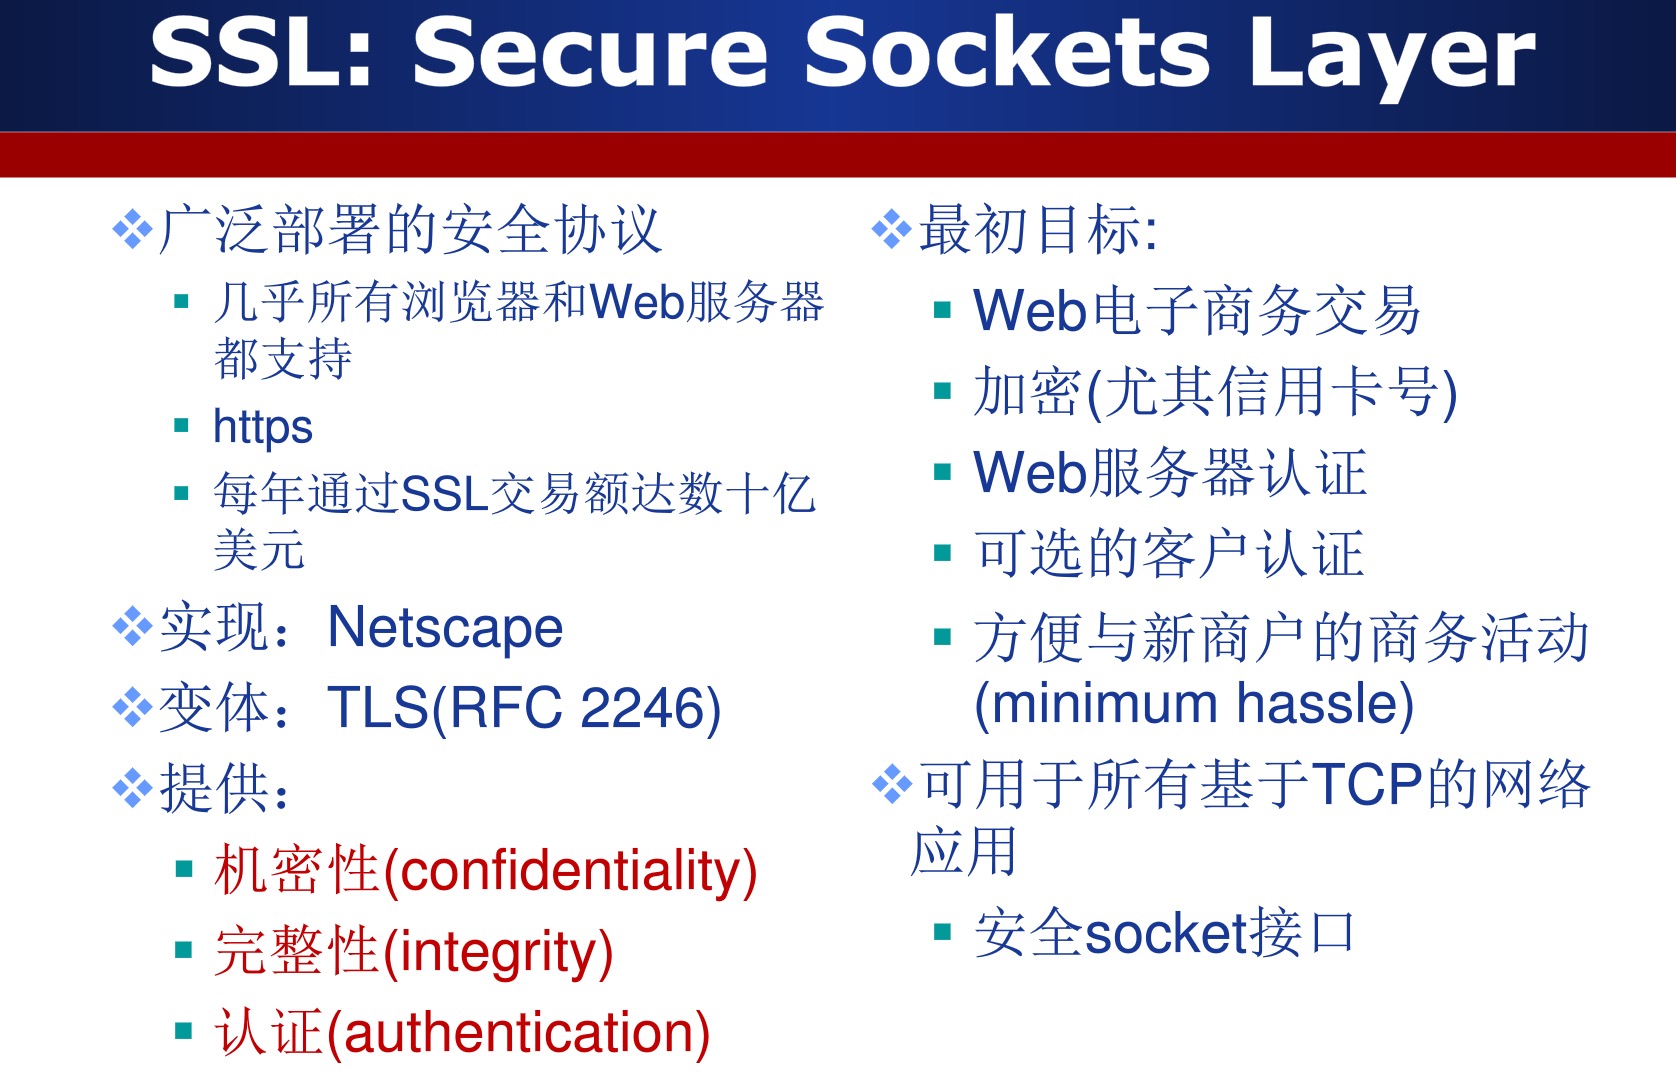 SSL: Secure Sockets Layer
广泛部署的安全协议
几乎所有浏览器和Web服务器
都支持
https
每年通过SSL交易额达数十亿
美元
实现：Netscape
变体：TLS(RFC 2246)
提供：
机密性(confidentiality)
完整性(integrity)
认证(authentication)
最初目标:
Web电子商务交易
加密(尤其信用卡号)
Web服务器认证
可选的客户认证
方便与新商户的商务活动
(minimum hassle)
可用于所有基于TCP的网络
应用
安全socket接口